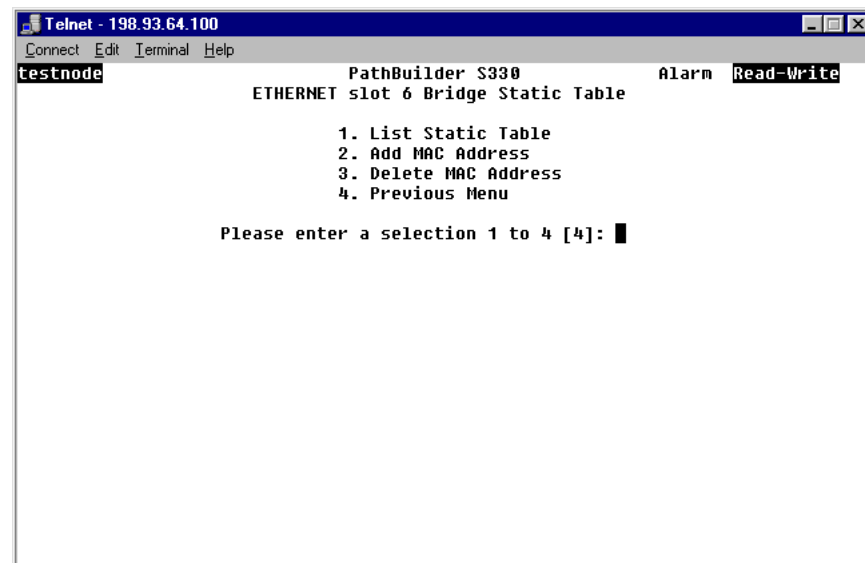 Telnet - 198.93.64.100
Connect Edit Terminal Help
testnode PathBuilder S330 Alarm Read-Write
ETHERNET slot 6 Bridge Static Table
1. List Static Table
2. Add MAC Address
3. Delete MAC Address
4. Previous Menu
Please enter a selection 1 to 4 [4]: